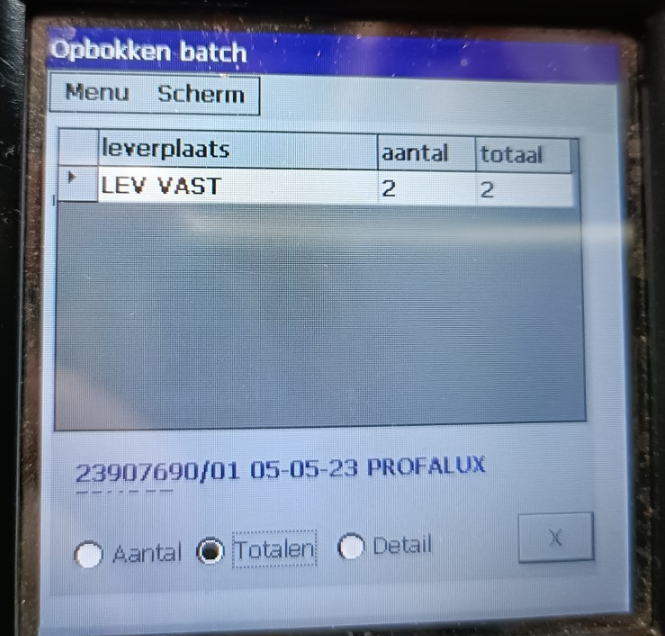 Opbokken batch
Menu Scherm
leverplaats aantal totaal
LEV VAST 2 2
23907690/01 05-05-23 PROFALUX
Aantal Totalen Detail X